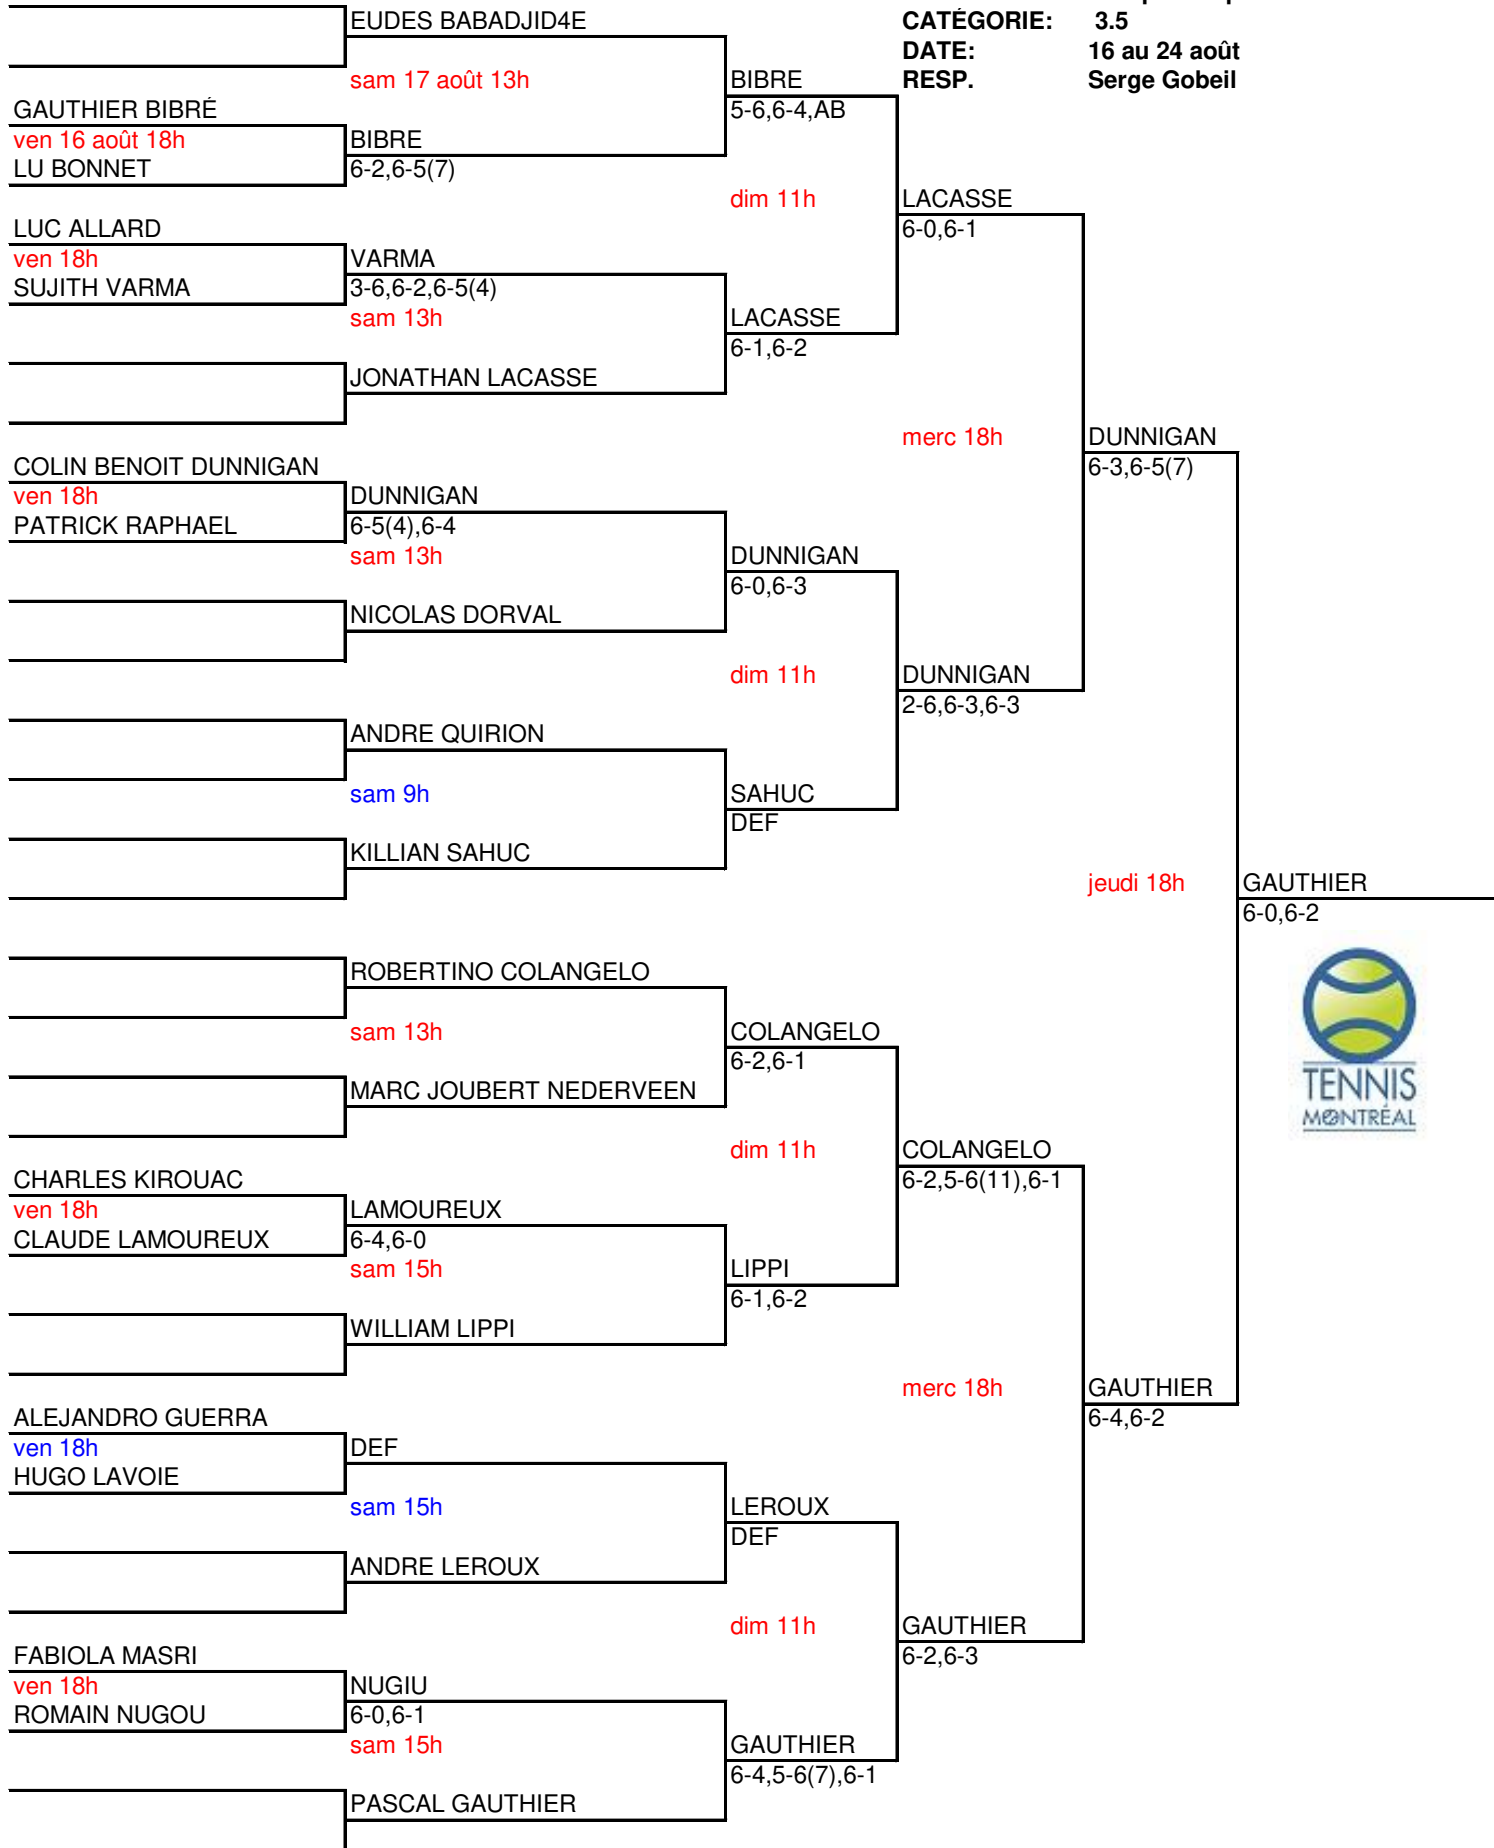 EUDES BABADJID4E
CATÉGORIE: 3.5
DATE: 16 au 24 août
RESP. Serge Gobeil
sam 17 août 13h
BIBRE
5-6,6-4,AB
GAUTHIER BIBRÉ
ven 16 août 18h
LU BONNET
BIBRE
6-2,6-5(7)
dim 11h
LACASSE
6-0,6-1
LUC ALLARD
ven 18h
SUJITH VARMA
VARMA
3-6,6-2,6-5(4)
sam 13h
LACASSE
6-1,6-2
JONATHAN LACASSE
merc 18h
DUNNIGAN
6-3,6-5(7)
COLIN BENOIT DUNNIGAN
ven 18h
PATRICK RAPHAEL
DUNNIGAN
6-5(4),6-4
sam 13h
DUNNIGAN
6-0,6-3
NICOLAS DORVAL
dim 11h
DUNNIGAN
2-6,6-3,6-3
ANDRE QUIRION
sam 9h
SAHUC
DEF
KILLIAN SAHUC
jeudi 18h
GAUTHIER
6-0,6-2
ROBERTINO COLANGELO
sam 13h
COLANGELO
6-2,6-1
MARC JOUBERT NEDERVEEN
TENNIS
MONTRÉAL
dim 11h
COLANGELO
6-2,5-6(11),6-1
CHARLES KIROUAC
ven 18h
CLAUDE LAMOUREUX
LAMOUREUX
6-4,6-0
sam 15h
LIPPI
6-1,6-2
WILLIAM LIPPI
merc 18h
GAUTHIER
6-4,6-2
ALEJANDRO GUERRA
ven 18h
HUGO LAVOIE
DEF
sam 15h
LEROUX
DEF
ANDRE LEROUX
dim 11h
GAUTHIER
6-2,6-3
FABIOLA MASRI
ven 18h
ROMAIN NUGOU
NUGIU
6-0,6-1
sam 15h
GAUTHIER
6-4,5-6(7),6-1
PASCAL GAUTHIER